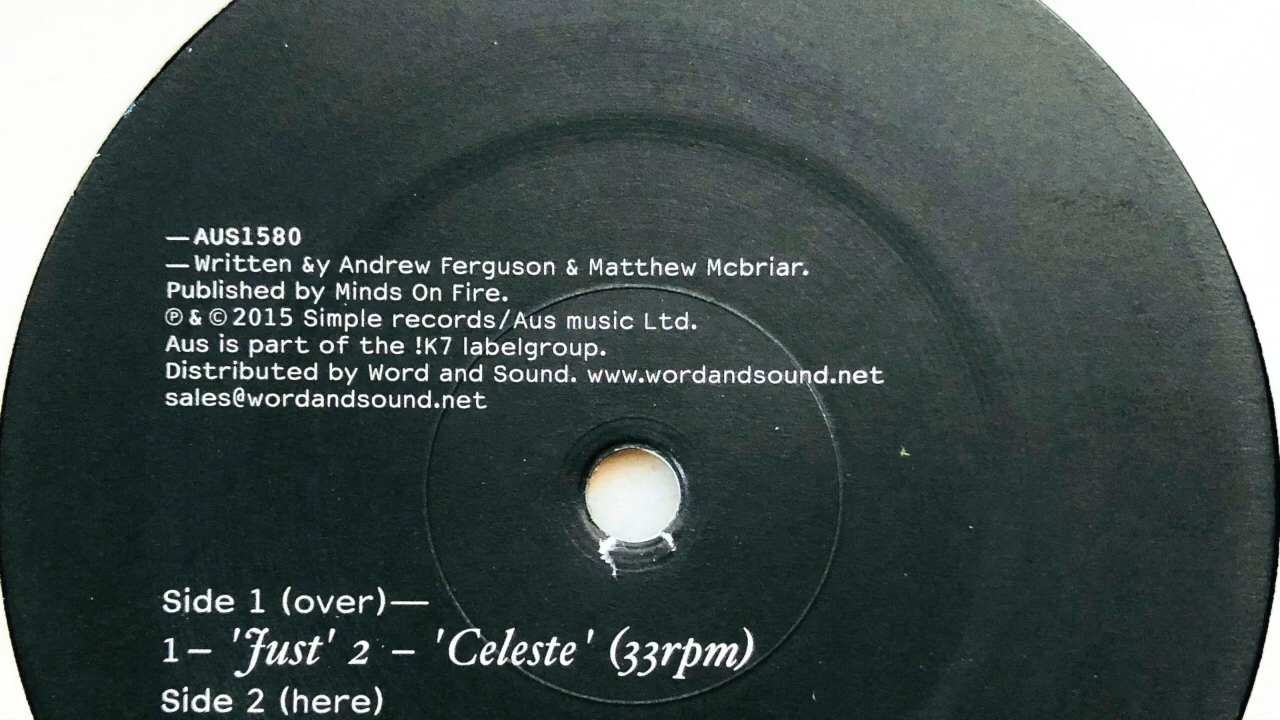 —AUS1580
—Written &y Andrew Ferguson & Matthew Mcbriar.
Published by Minds On Fire.
℗ & © 2015 Simple records/Aus music Ltd.
Aus is part of the !K7 labelgroup.
Distributed by Word and Sound. www.wordandsound.net
sales@wordandsound.net
Side 1 (over)—
1– 'Just' 2 – 'Celeste' (33rpm)
Side 2 (here)